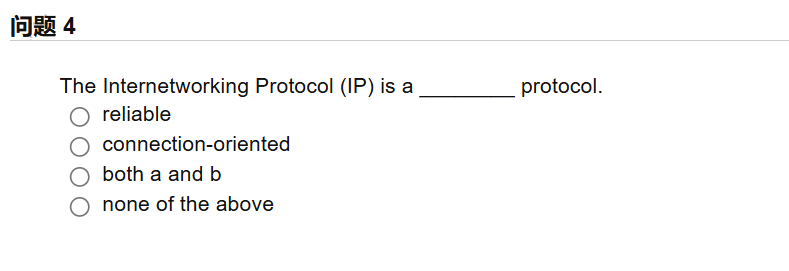 问题 4
The Internetworking Protocol (IP) is a ________ protocol.
reliable
connection-oriented
both a and b
none of the above